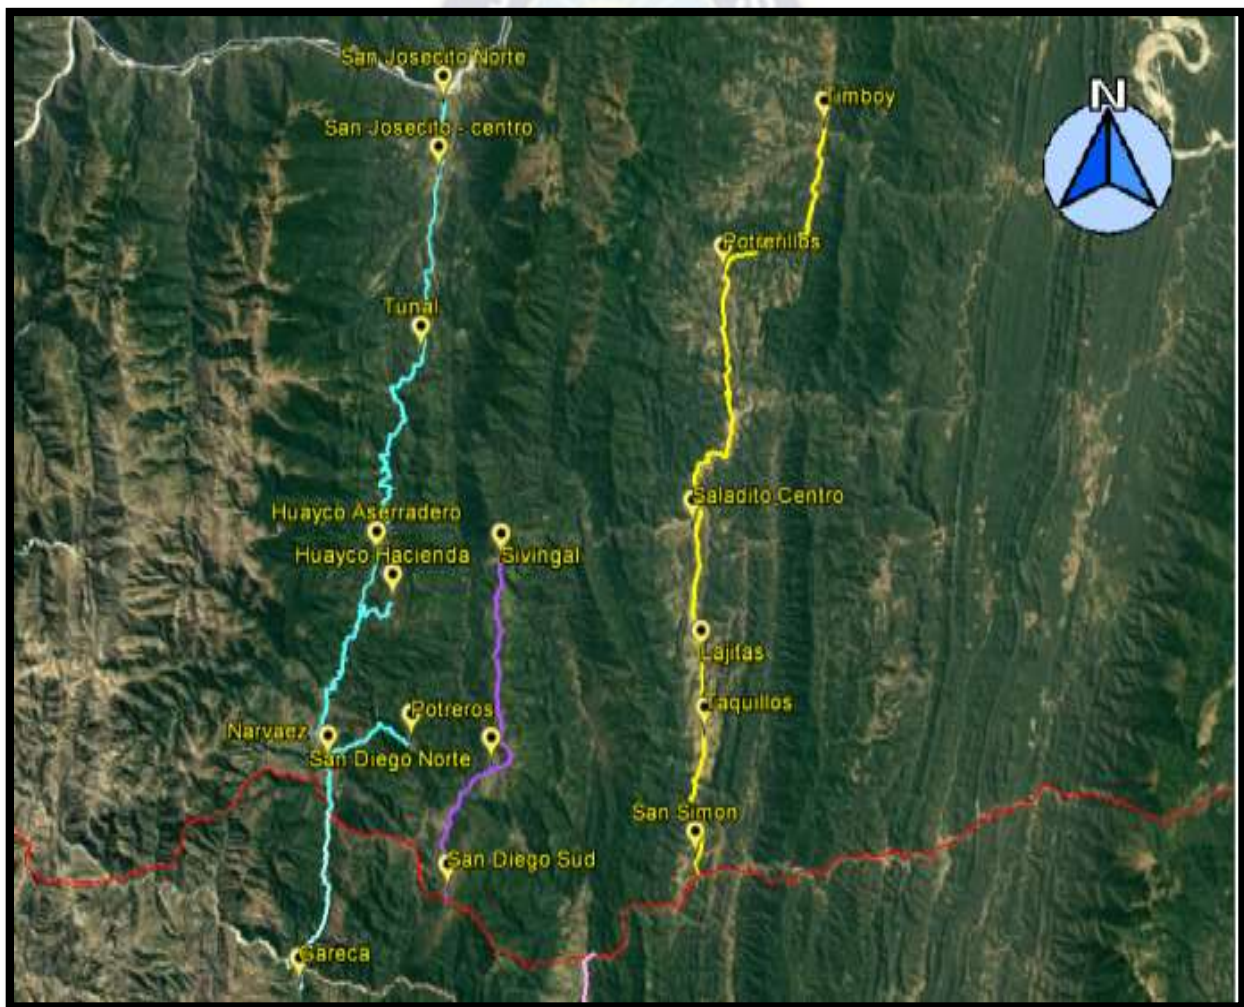 San Josecito Norte
Timboy
N
San Josecito - centro
Potrerillos
Tunal
Saladito Centro
Huayco Aserradero
Huayco Hacienda
Sivingal
Lajitas
Taquillos
Potreros
Narvaez
San Diego Norte
San Simon
San Diego Sud
Gareca